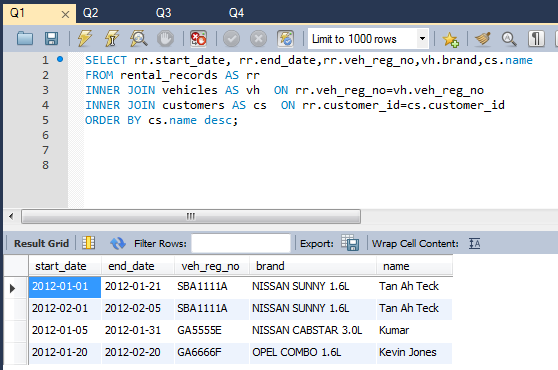 Q1 Q2 Q3 Q4
Limit to 1000 rows
1 SELECT rr.start_date, rr.end_date,rr.veh_reg_no,vh.brand,cs.name
2 FROM rental_records AS rr
3 INNER JOIN vehicles AS vh  ON rr.veh_reg_no=vh.veh_reg_no
4 INNER JOIN customers AS cs  ON rr.customer_id=cs.customer_id
5 ORDER BY cs.name desc;
6
7
8
Result Grid Filter Rows: Export: Wrap Cell Content: IA
start_date end_date veh_reg_no brand name
2012-01-01 2012-01-21 SBA1111A NISSAN SUNNY 1.6L Tan Ah Teck
2012-02-01 2012-02-05 SBA1111A NISSAN SUNNY 1.6L Tan Ah Teck
2012-01-05 2012-01-31 GA5555E NISSAN CABSTAR 3.0L Kumar
2012-01-20 2012-02-20 GA6666F OPEL COMBO 1.6L Kevin Jones